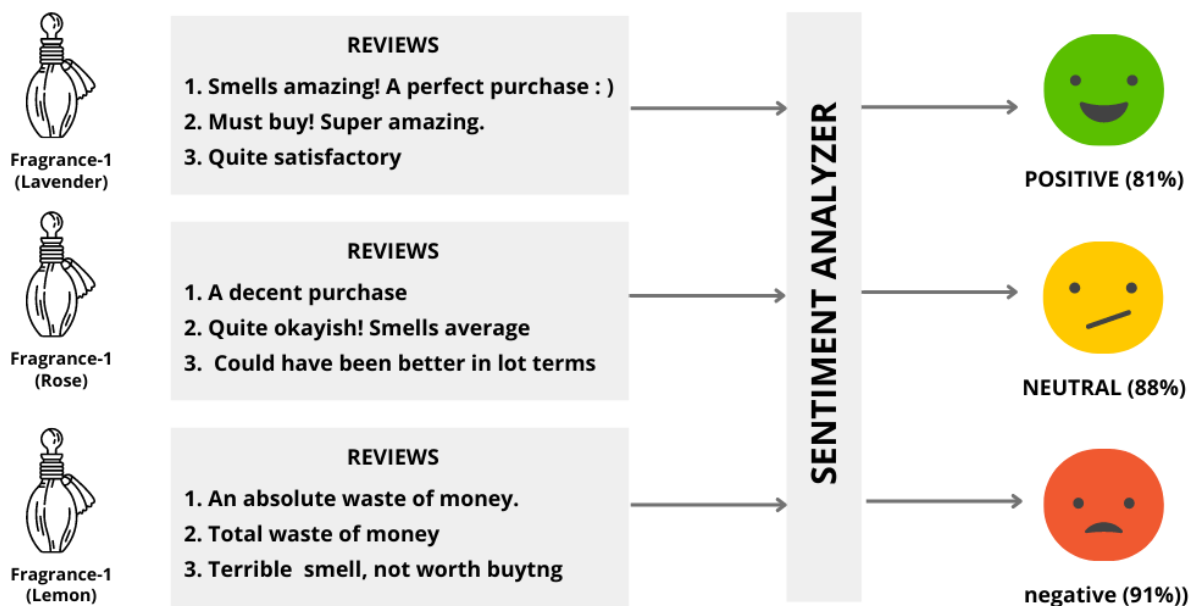 Fragrance-1
(Lavender)
REVIEWS
1. Smells amazing! A perfect purchase : )
2. Must buy! Super amazing.
3. Quite satisfactory
POSITIVE (81%)
Fragrance-1
(Rose)
REVIEWS
1. A decent purchase
2. Quite okayish! Smells average
3. Could have been better in lot terms
NEUTRAL (88%)
Fragrance-1
(Lemon)
REVIEWS
1. An absolute waste of money.
2. Total waste of money
3. Terrible smell, not worth buytng
negative (91%))
SENTIMENT ANALYZER